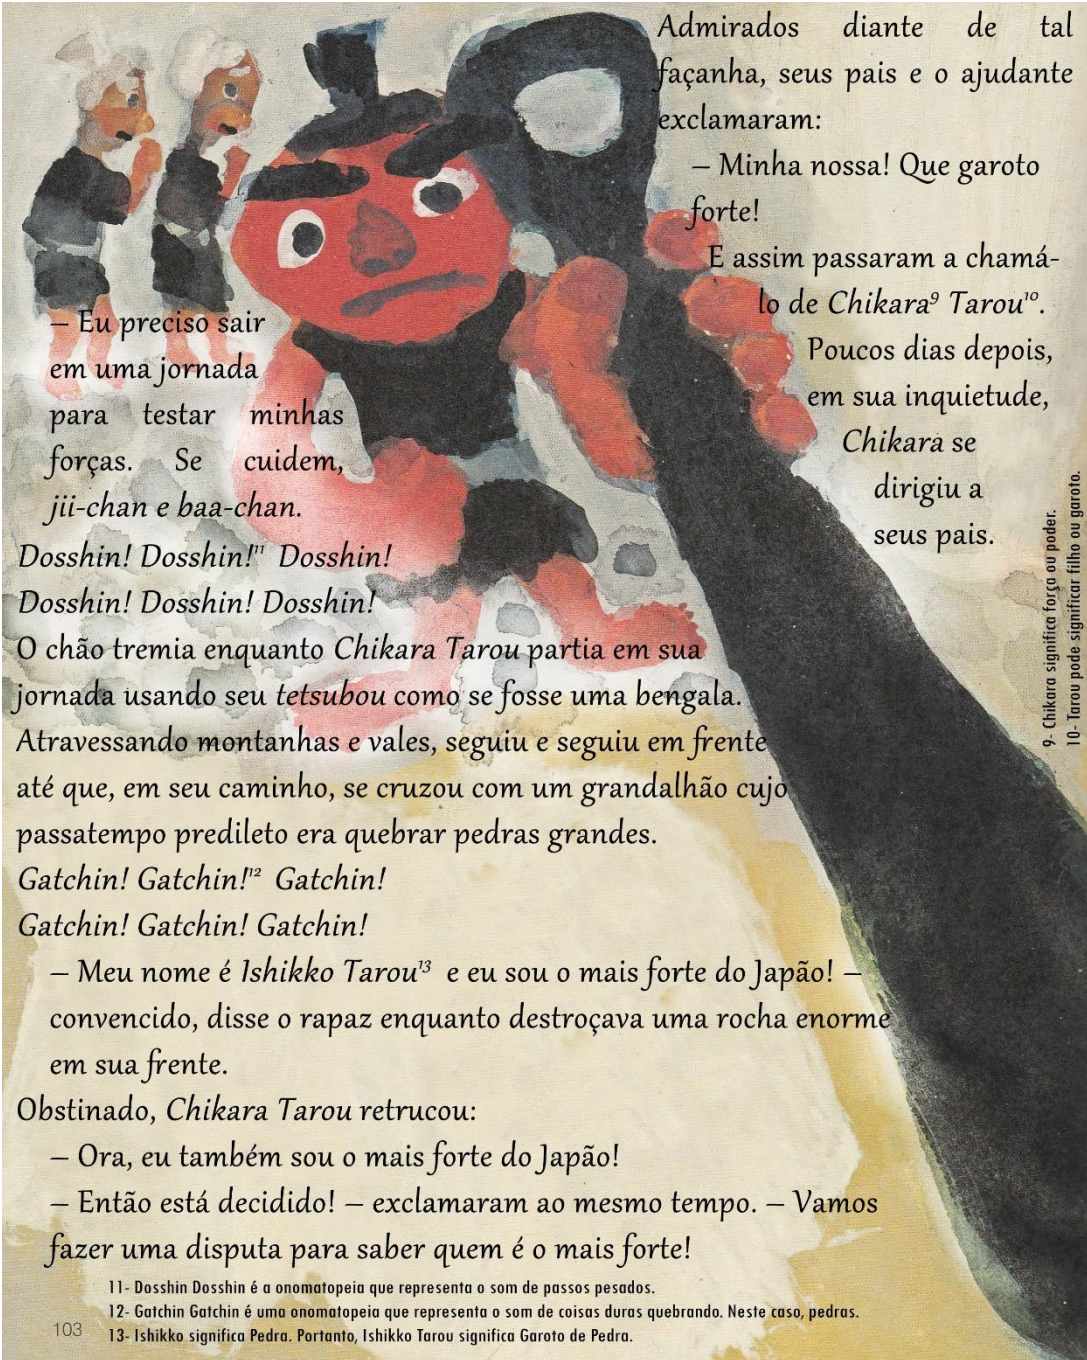 Admirados diante de tal
façanha, seus pais e o ajudante
exclamaram:
– Minha nossa! Que garoto
forte!
E assim passaram a chamá-
lo de Chikara⁹ Tarou¹⁰.
Poucos dias depois,
em sua inquietude,
Chikara se
dirigiu a
seus pais.
– Eu preciso sair
em uma jornada
para testar minhas
forças. Se cuidem,
jii-chan e baa-chan.
Dosshin! Dosshin!¹¹ Dosshin!
Dosshin! Dosshin! Dosshin!
O chão tremia enquanto Chikara Tarou partia em sua
jornada usando seu tetsubou como se fosse uma bengala.
Atravessando montanhas e vales, seguiu e seguiu em frente
até que, em seu caminho, se cruzou com um grandalhão cujo
passatempo predileto era quebrar pedras grandes.
Gatchin! Gatchin!¹² Gatchin!
Gatchin! Gatchin! Gatchin!
– Meu nome é Ishikko Tarou¹³ e eu sou o mais forte do Japão! –
convencido, disse o rapaz enquanto destroçava uma rocha enorme
em sua frente.
Obstinado, Chikara Tarou retrucou:
– Ora, eu também sou o mais forte do Japão!
– Então está decidido! – exclamaram ao mesmo tempo. – Vamos
fazer uma disputa para saber quem é o mais forte!
9- Chikara significa força ou poder.
10- Tarou pode significar filho ou garoto.
11- Dosshin Dosshin é a onomatopeia que representa o som de passos pesados.
12- Gatchin Gatchin é uma onomatopeia que representa o som de coisas duras quebrando. Neste caso, pedras.
13- Ishikko significa Pedra. Portanto, Ishikko Tarou significa Garoto de Pedra.
103